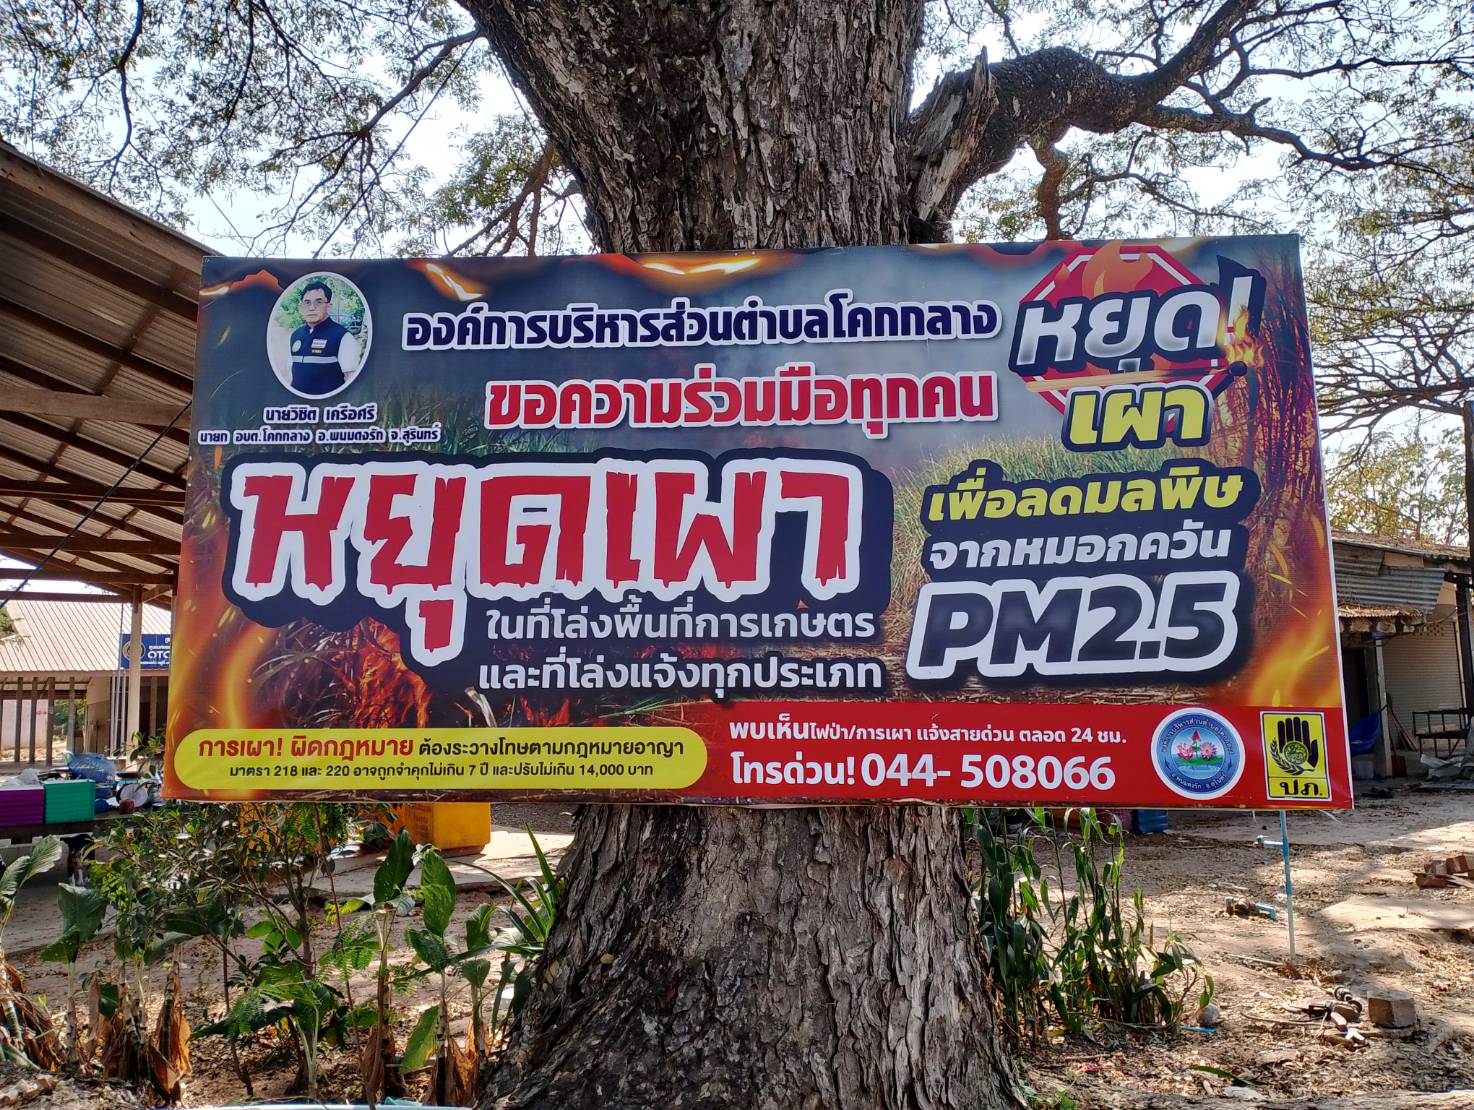 นายวิชิต เครือศรี
นายก อบต.โคกกลาง อ.พนมดงรัก จ.สุรินทร์
องค์การบริหารส่วนตำบลโคกกลาง
ขอความร่วมมือทุกคน
หยุด!
เผา
หยุดเผา
ในที่โล่งพื้นที่การเกษตร
และที่โล่งแจ้งทุกประเภท
เพื่อลดมลพิษ
จากหมอกควัน
PM2.5
การเผา! ผิดกฎหมาย ต้องระวางโทษตามกฎหมายอาญา
มาตรา 218 และ 220 อาจถูกจำคุกไม่เกิน 7 ปี และปรับไม่เกิน 14,000 บาท
พบเห็นไฟป่า/การเผา แจ้งสายด่วน ตลอด 24 ชม.
โทรด่วน! 044- 508066
ปภ.